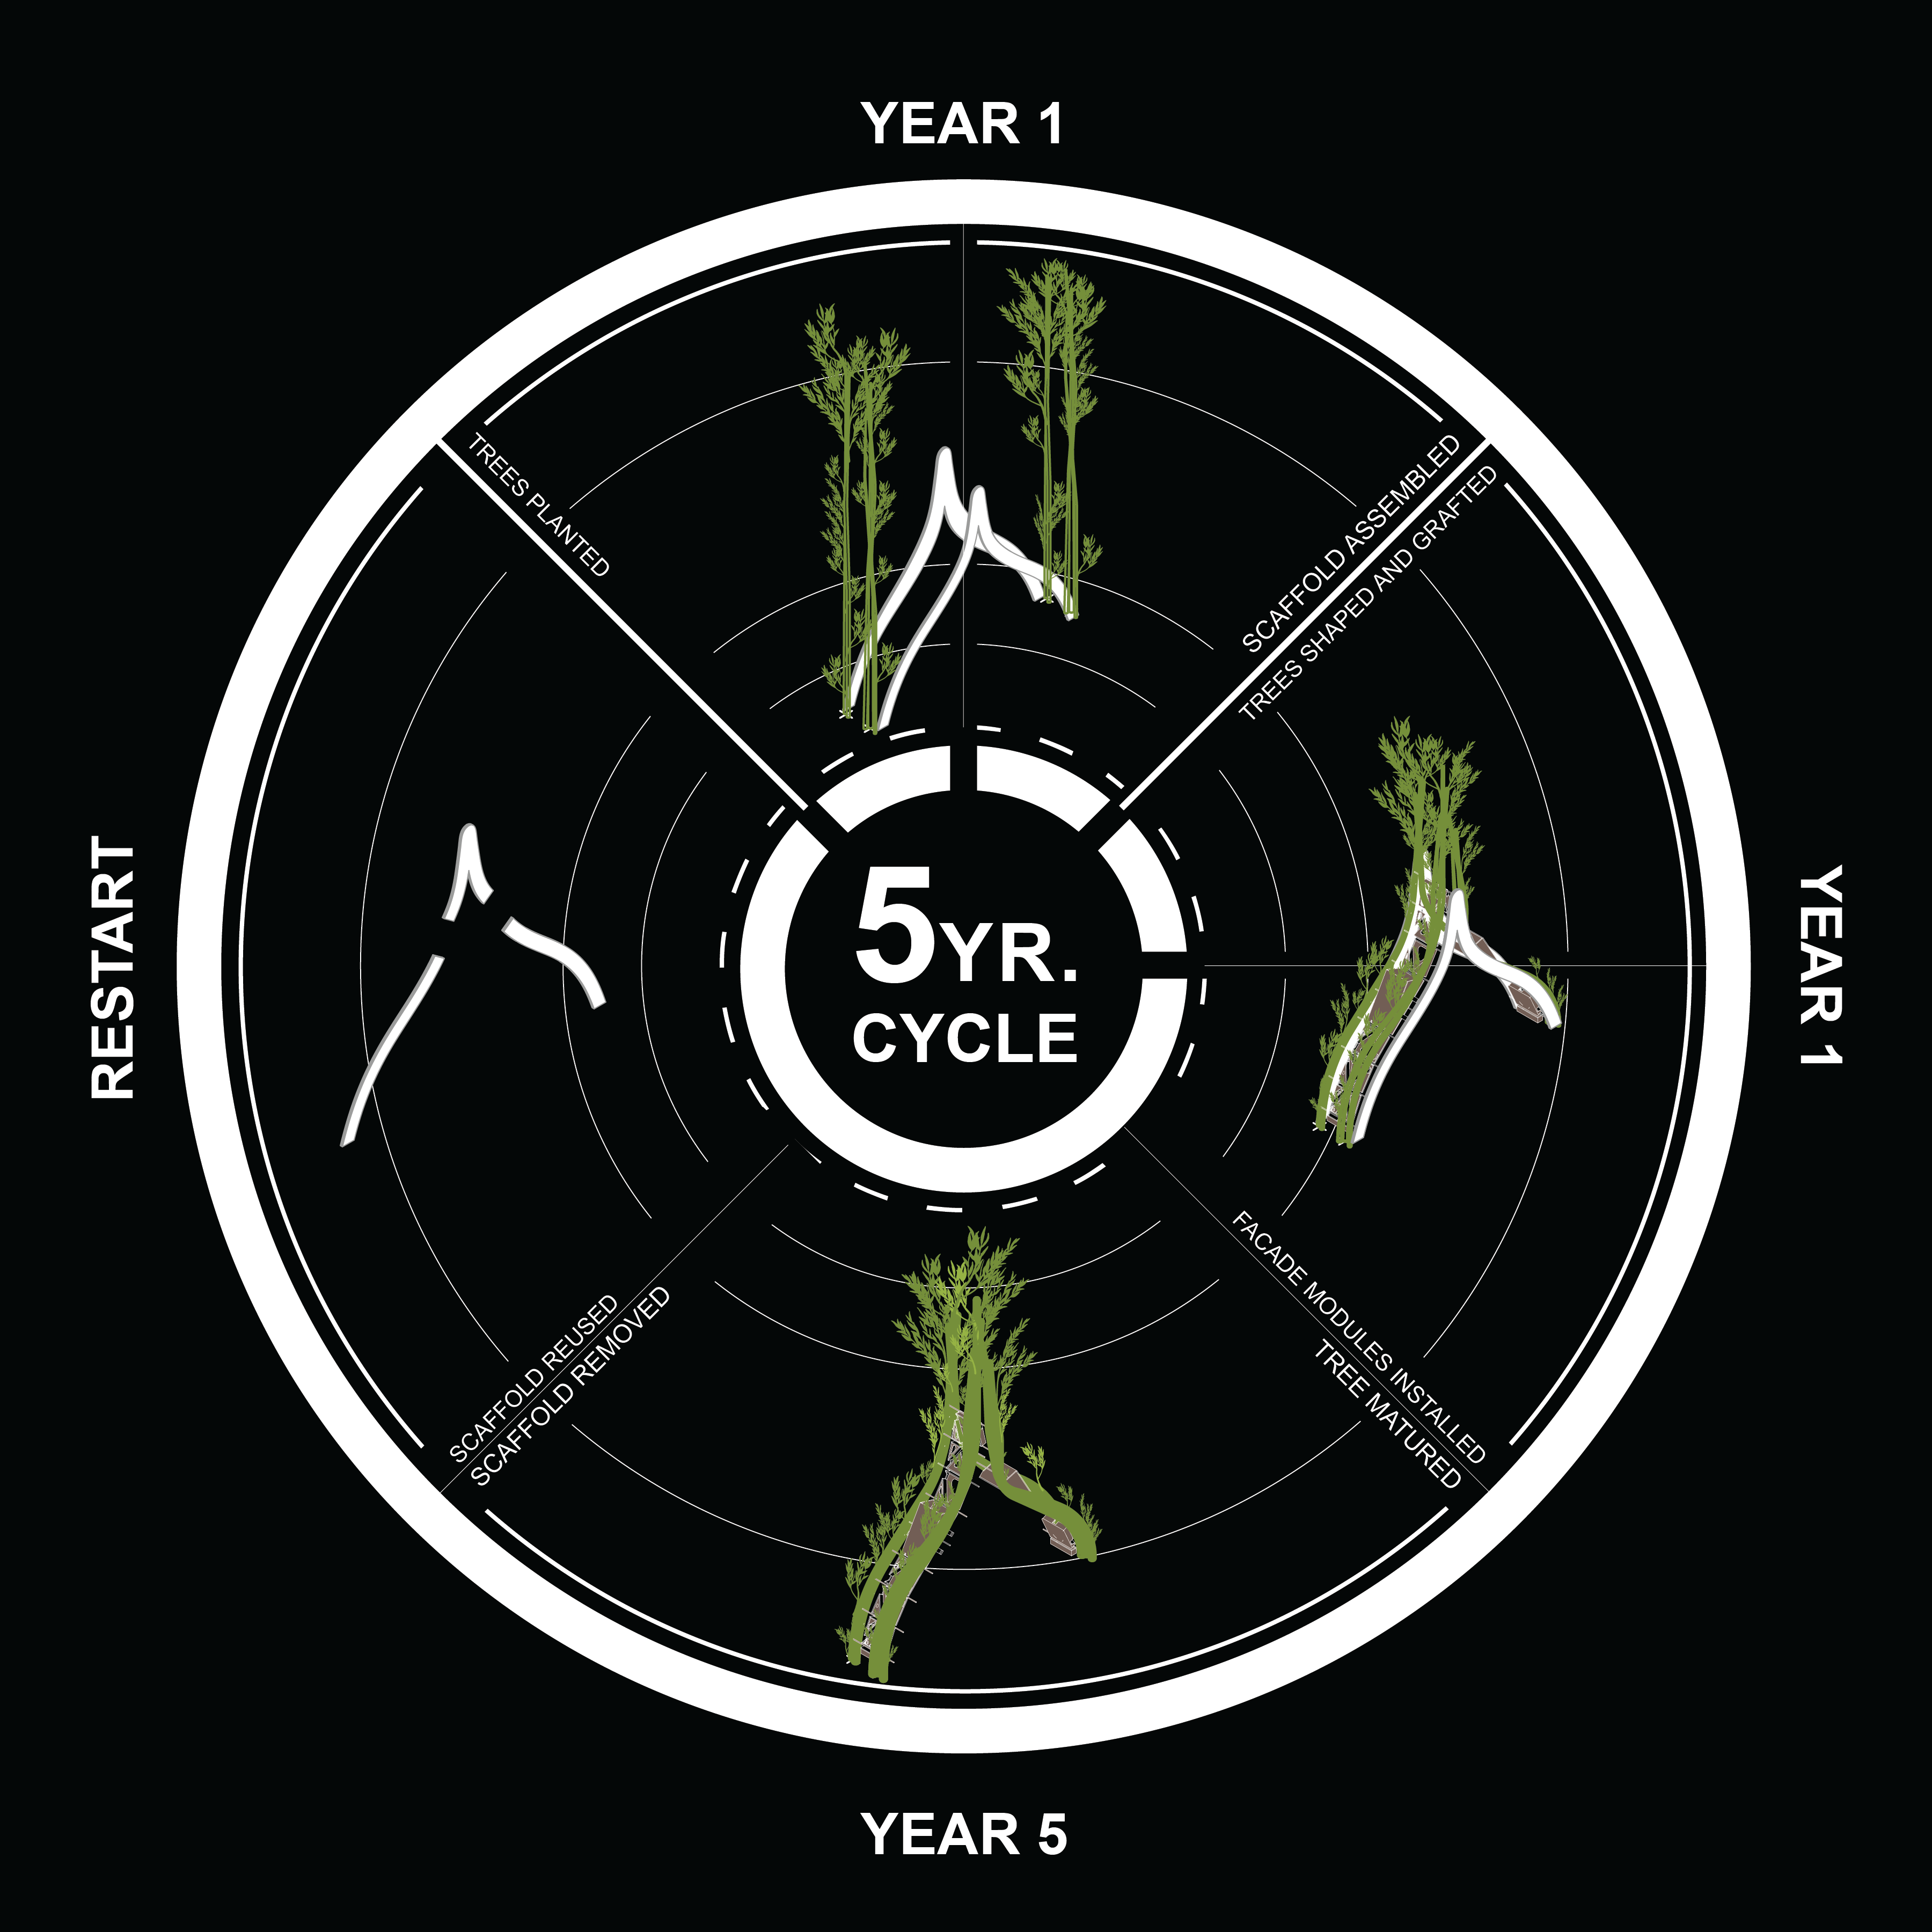 YEAR 1
TREES PLANTED
SCAFFOLD ASSEMBLED
TREES SHAPED AND GRAFTED
RESTART
5YR.
CYCLE
YEAR 1
FACADE MODULES INSTALLED
TREE MATURED
SCAFFOLD REUSED
SCAFFOLD REMOVED
YEAR 5